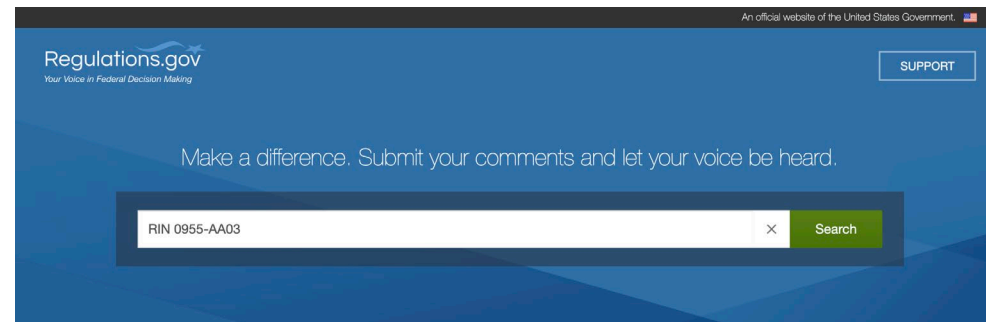 An official website of the United States Government.
Regulations.gov
Your Voice in Federal Decision Making
SUPPORT
Make a difference. Submit your comments and let your voice be heard.
RIN 0955-AA03 × Search